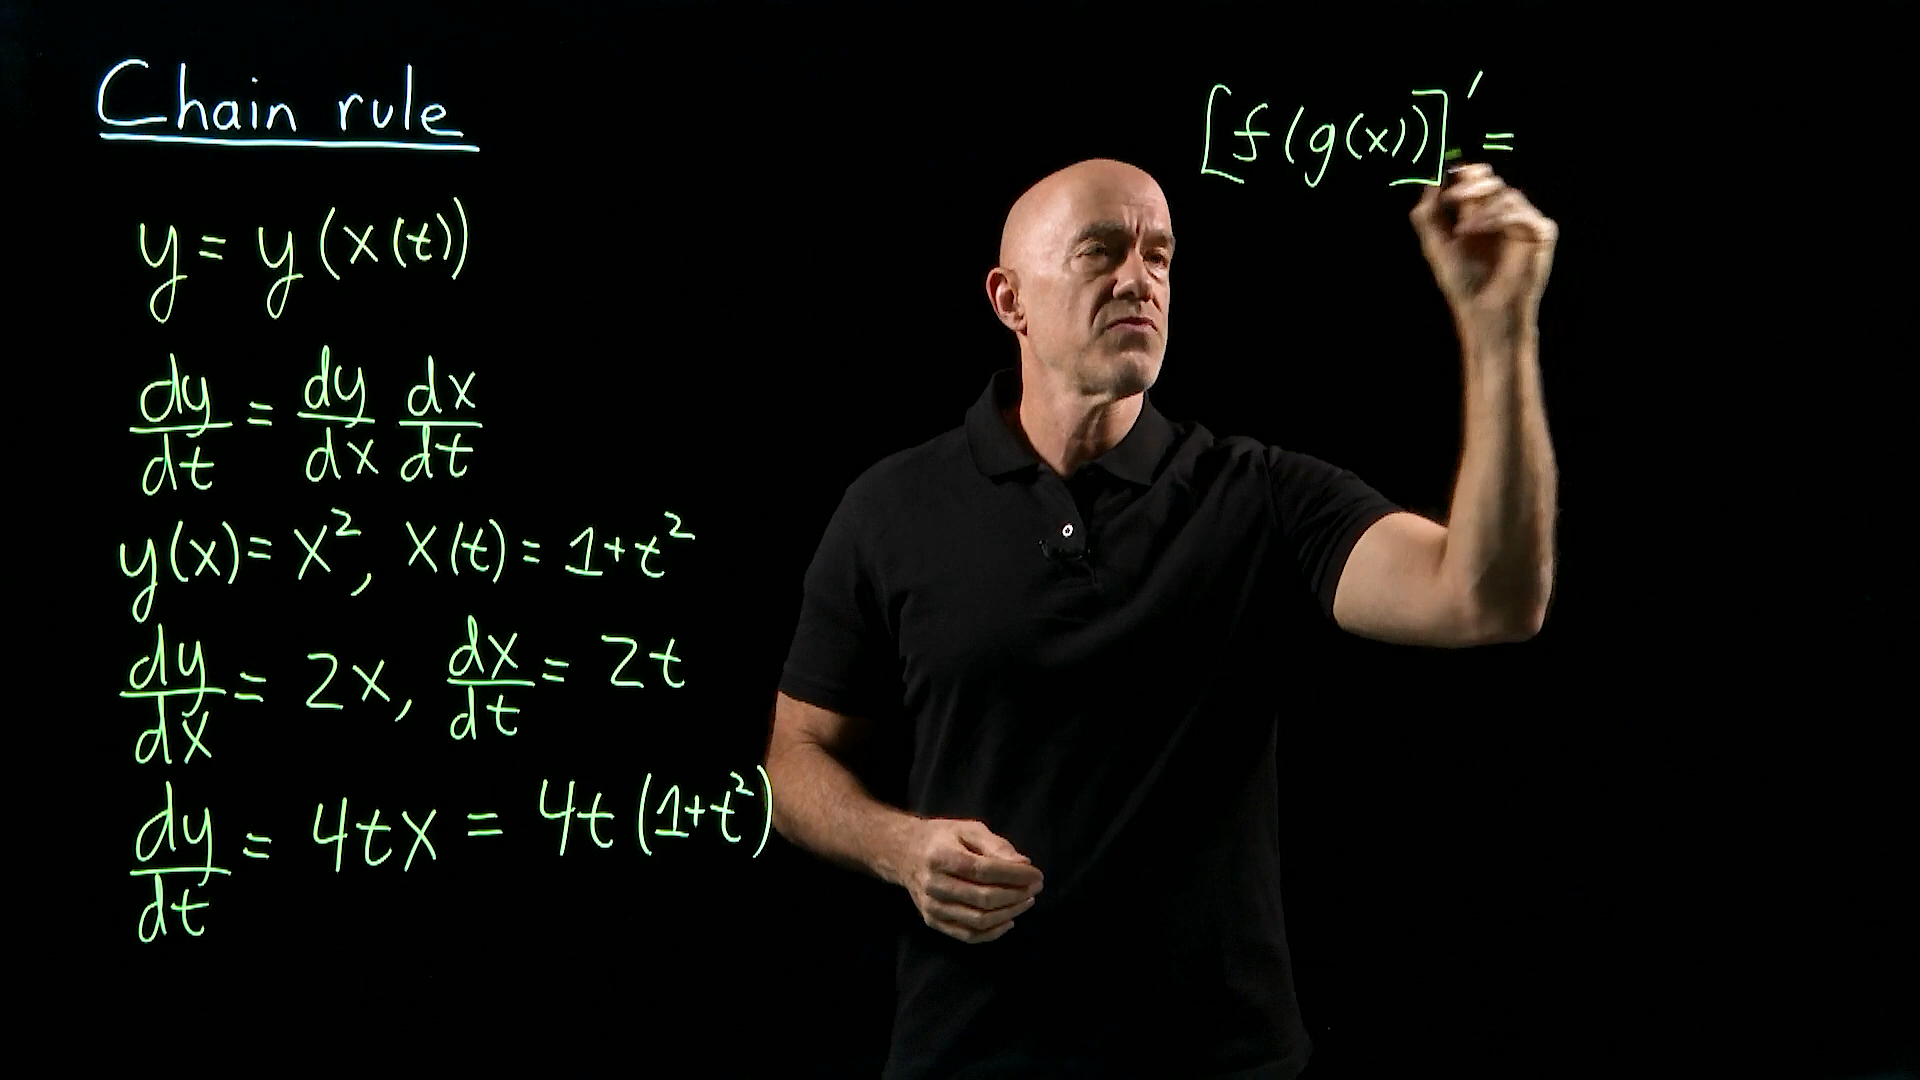 Chain rule
y = y(x(t))
dy/dt = dy/dx dx/dt
y(x) = x², x(t) = 1+t²
dy/dx = 2x, dx/dt = 2t
dy/dt = 4tx = 4t(1+t²)
[f(g(x))]' =